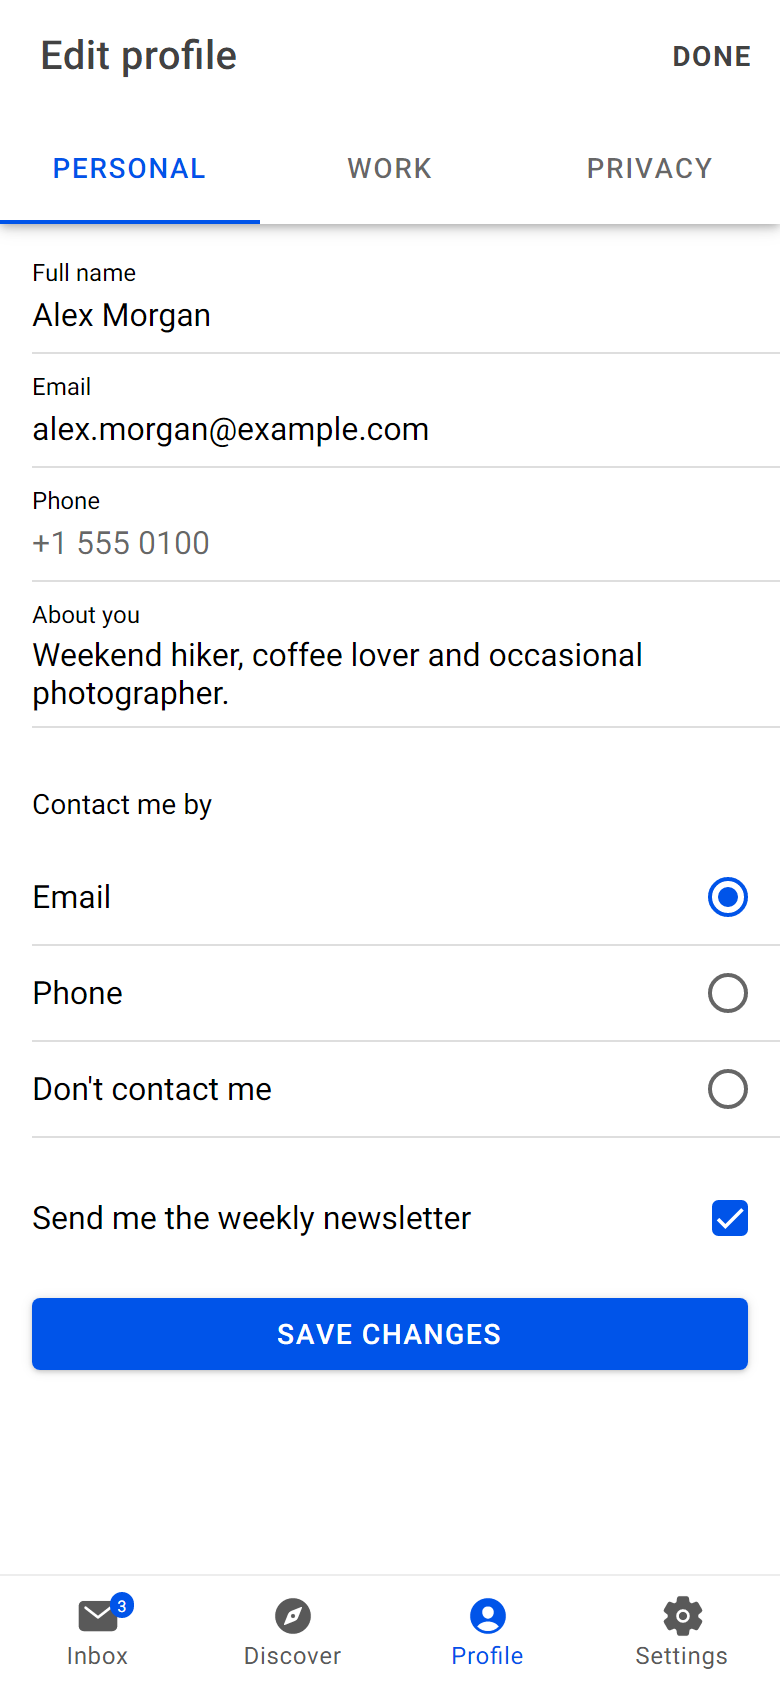 Edit profile
DONE
PERSONAL
WORK
PRIVACY
Full name
Alex Morgan
Email
alex.morgan@example.com
Phone
+1 555 0100
About you
Weekend hiker, coffee lover and occasional
photographer.
Contact me by
Email
Phone
Don't contact me
Send me the weekly newsletter
SAVE CHANGES
3
Inbox
Discover
Profile
Settings